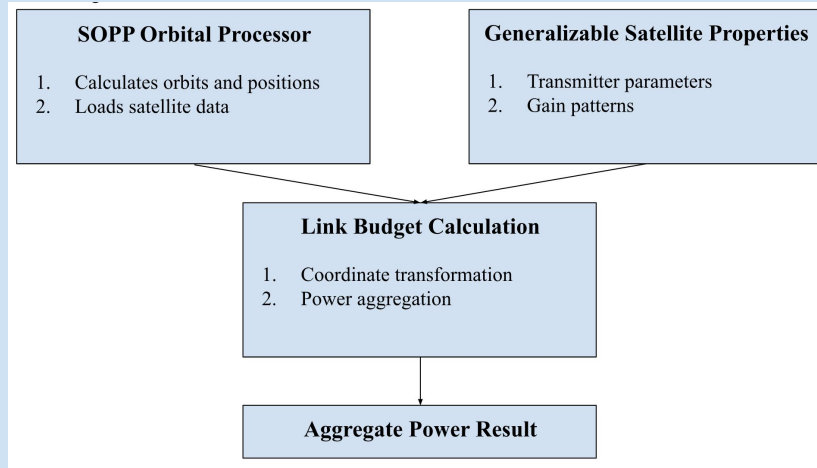 SOPP Orbital Processor
1. Calculates orbits and positions
2. Loads satellite data
Generalizable Satellite Properties
1. Transmitter parameters
2. Gain patterns
Link Budget Calculation
1. Coordinate transformation
2. Power aggregation
Aggregate Power Result